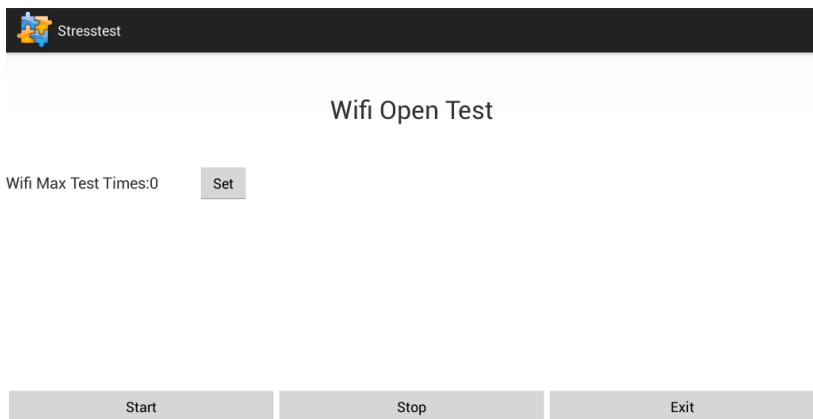 Stresstest
Wifi Open Test
Wifi Max Test Times:0 Set
Start Stop Exit